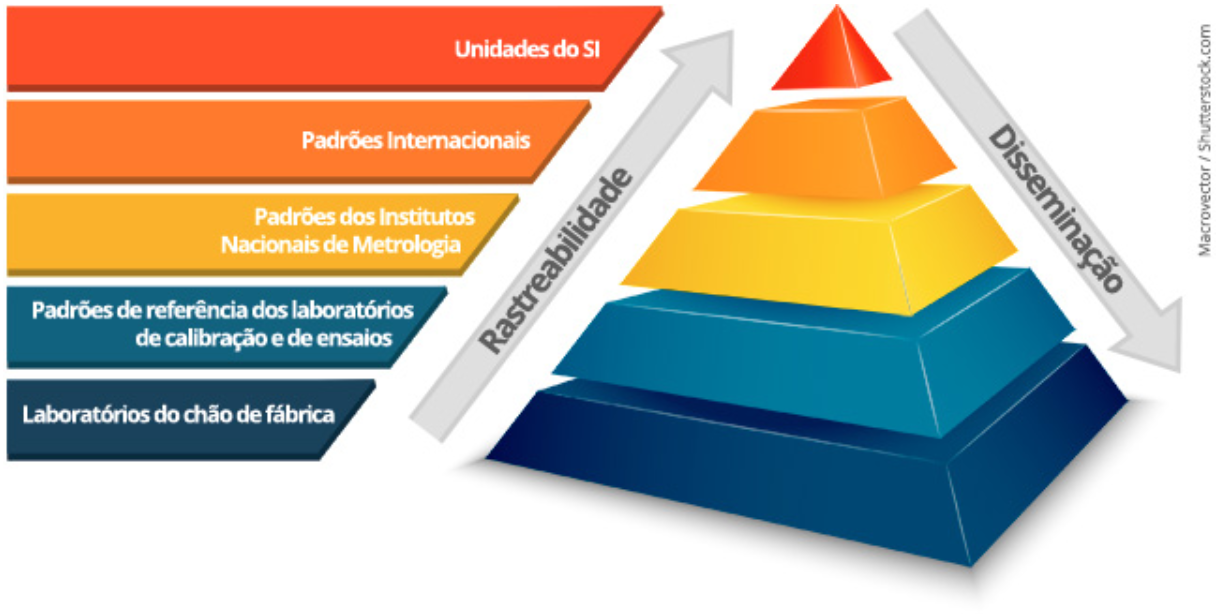 Unidades do SI
Padrões Internacionais
Padrões dos Institutos
Nacionais de Metrologia
Padrões de referência dos laboratórios
de calibração e de ensaios
Laboratórios do chão de fábrica
Rastreabilidade
Disseminação
Macrovector / Shutterstock.com